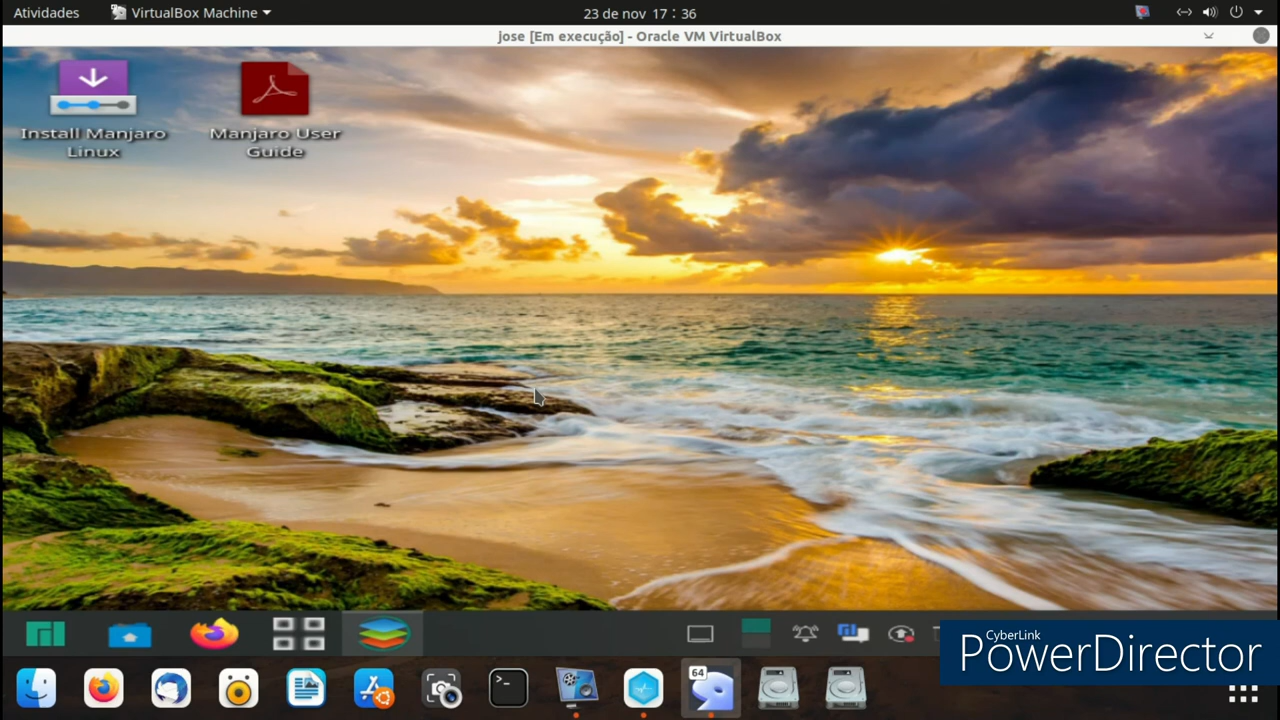 Atividades
VirtualBox Machine
23 de nov 17:36
jose [Em execução] - Oracle VM VirtualBox
Install Manjaro
Linux
Manjaro User
Guide
CyberLink
PowerDirector
64
>_